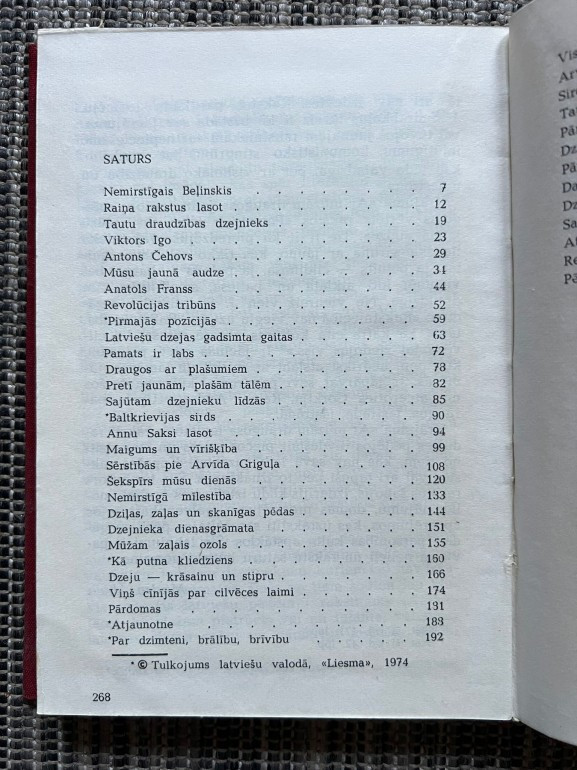 SATURS
Nemirstīgais Beļinskis . . . . . . . 7
Raiņa rakstus lasot . . . . . . . . 12
Tautu draudzības dzejnieks . . . . . . 19
Viktors Igo . . . . . . . . . 23
Antons Čehovs . . . . . . . . . 29
Mūsu jaunā audze . . . . . . . . 34
Anatols Franss . . . . . . . . . 44
Revolūcijas tribūns . . . . . . . . 52
*Pirmajās pozīcijās . . . . . . . . 59
Latviešu dzejas gadsimta gaitas . . . . . 63
Pamats ir labs . . . . . . . . . 72
Draugos ar plašumiem . . . . . . . 78
Pretī jaunām, plašām tālēm . . . . . . 82
Sajūtam dzejnieku līdzās . . . . . . 85
*Baltkrievijas sirds . . . . . . . . 90
Annu Saksi lasot . . . . . . . . 94
Maigums un vīrišķība . . . . . . . 99
Sērstībās pie Arvīda Griguļa . . . . . 108
Šekspīrs mūsu dienās . . . . . . . 120
Nemirstīgā mīlestība . . . . . . . 133
Dziļas, zaļas un skanīgas pēdas . . . . . 144
Dzejnieka dienasgrāmata . . . . . . 151
Mūžam zaļais ozols . . . . . . . . 155
*Kā putna kliedziens . . . . . . . 160
Dzeju — krāsainu un stipru . . . . . . 166
Viņš cīnījās par cilvēces laimi . . . . . 174
Pārdomas . . . . . . . . . 181
*Atjaunotne . . . . . . . . . 188
*Par dzimteni, brālību, brīvību . . . . 192
* © Tulkojums latviešu valodā, «Liesma», 1974
268